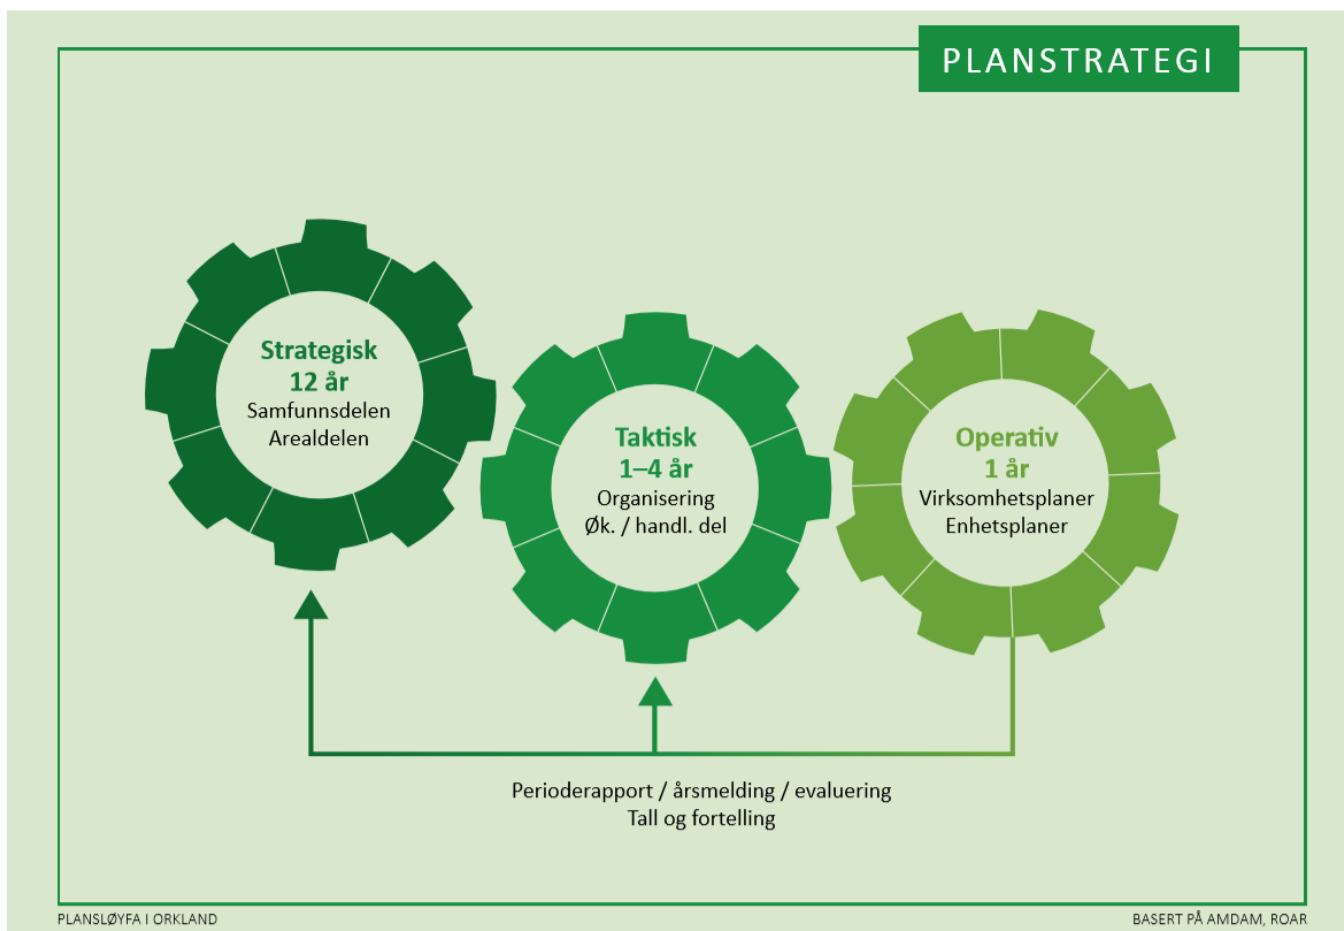 PLANSTRATEGI
Strategisk
12 år
Samfunnsdelen
Arealdelen
Taktisk
1–4 år
Organisering
Øk. / handl. del
Operativ
1 år
Virksomhetsplaner
Enhetsplaner
Perioderapport / årsmelding / evaluering
Tall og fortelling
PLANSLØYFA I ORKLAND
BASERT PÅ AMDAM, ROAR